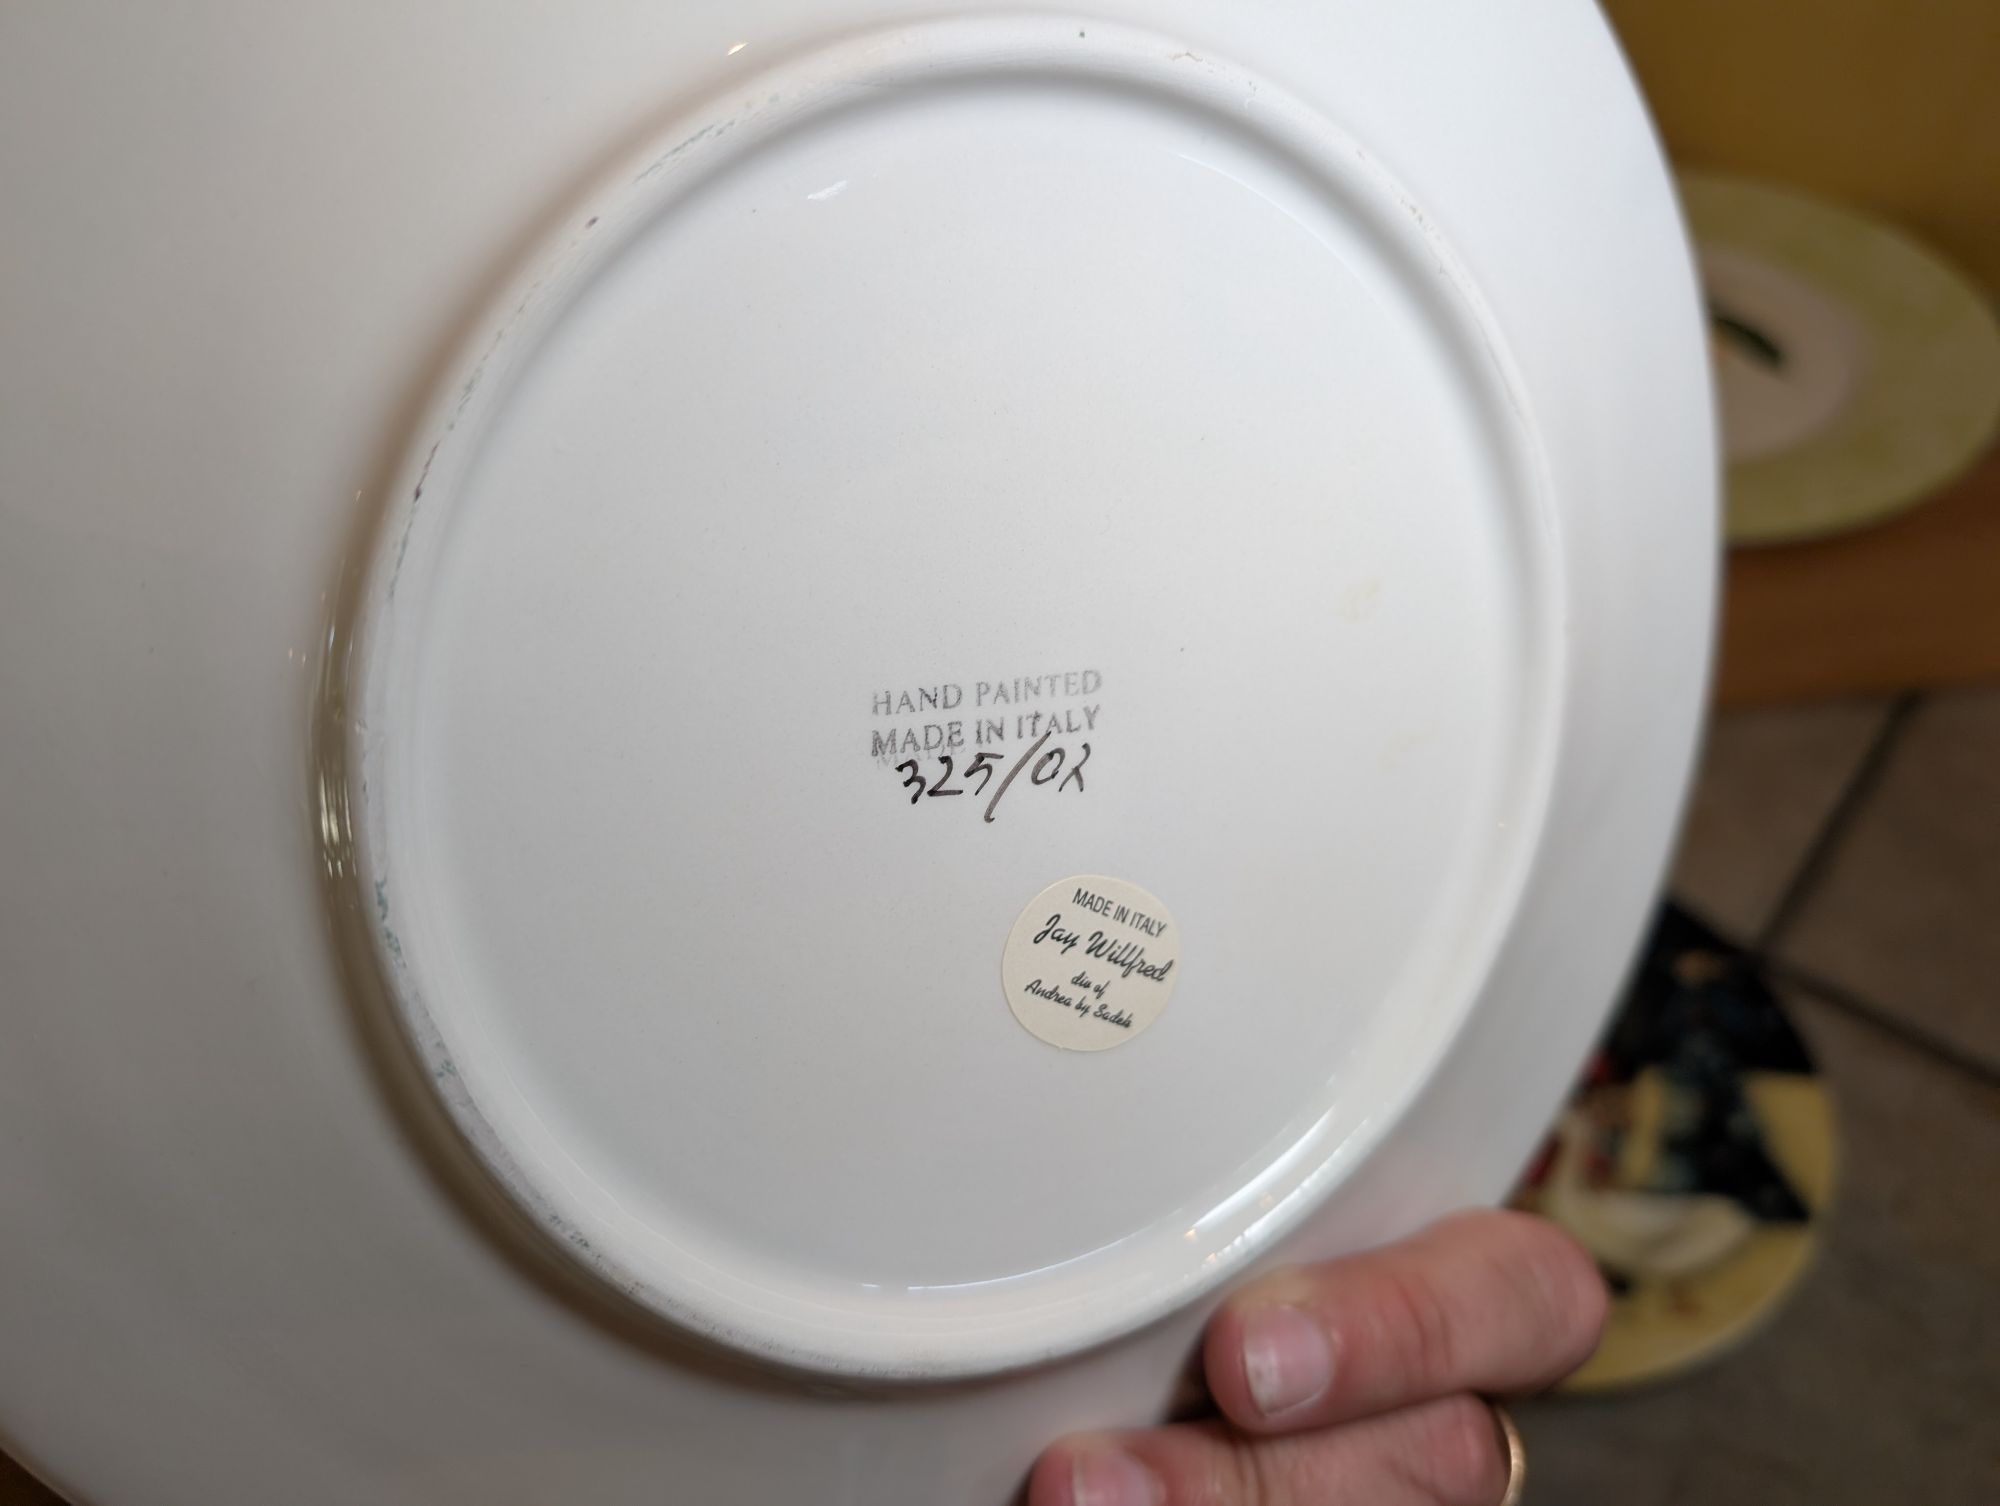 HAND PAINTED
MADE IN ITALY
325/02
MADE IN ITALY
Jay Willfred
div of
Andrea by Sadek